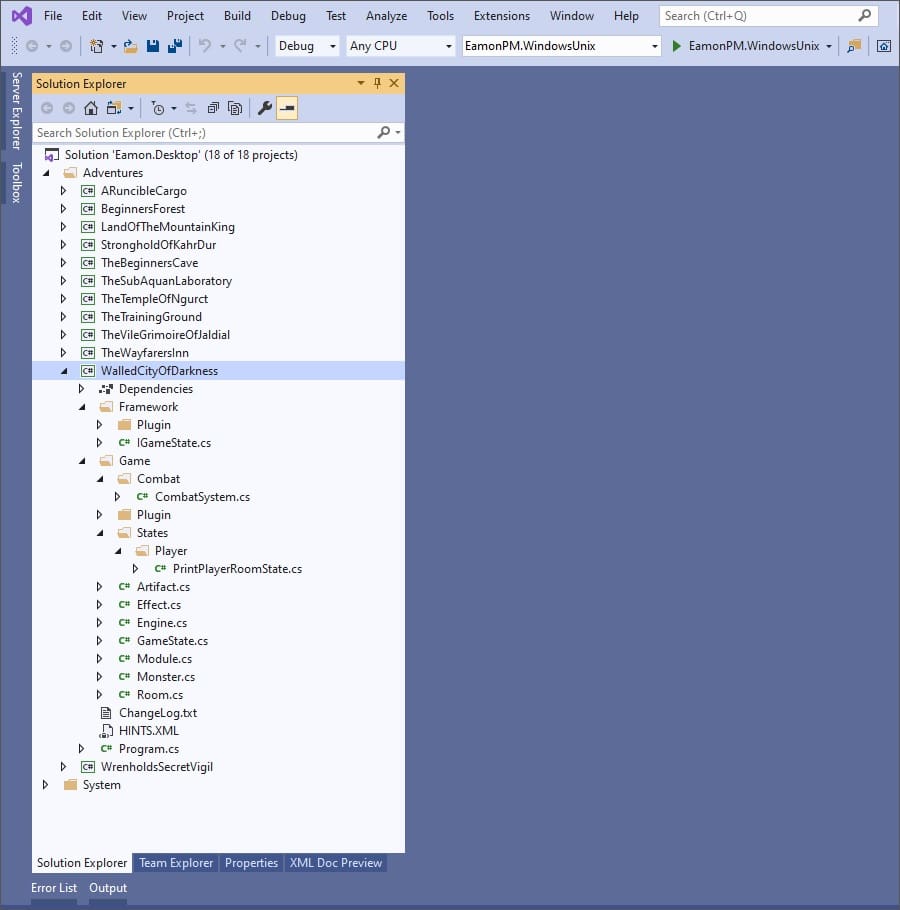 File Edit View Project Build Debug Test Analyze Tools Extensions Window Help Search (Ctrl+Q)
Debug Any CPU EamonPM.WindowsUnix EamonPM.WindowsUnix
Server Explorer
Toolbox
Solution Explorer
Search Solution Explorer (Ctrl+;)
Solution 'Eamon.Desktop' (18 of 18 projects)
Adventures
C# ARuncibleCargo
C# BeginnersForest
C# LandOfTheMountainKing
C# StrongholdOfKahrDur
C# TheBeginnersCave
C# TheSubAquanLaboratory
C# TheTempleOfNgurct
C# TheTrainingGround
C# TheVileGrimoireOfJaldial
C# TheWayfarersInn
C# WalledCityOfDarkness
Dependencies
Framework
Plugin
C# IGameState.cs
Game
Combat
C# CombatSystem.cs
Plugin
States
Player
C# PrintPlayerRoomState.cs
C# Artifact.cs
C# Effect.cs
C# Engine.cs
C# GameState.cs
C# Module.cs
C# Monster.cs
C# Room.cs
ChangeLog.txt
HINTS.XML
C# Program.cs
C# WrenholdsSecretVigil
System
Solution Explorer Team Explorer Properties XML Doc Preview
Error List Output